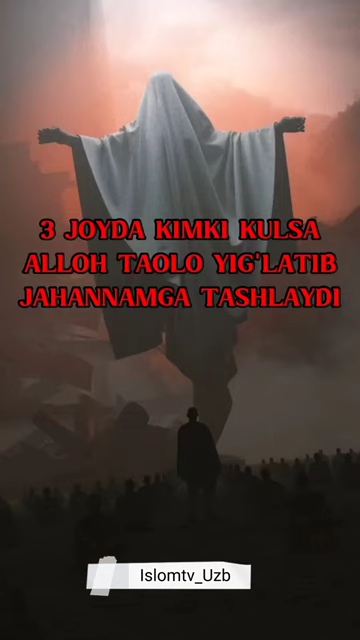 3 JOYDA KIMKI KULSA
ALLOH TAOLO YIG'LATIB
JAHANNAMGA TASHLAYDI
Islomtv_Uzb